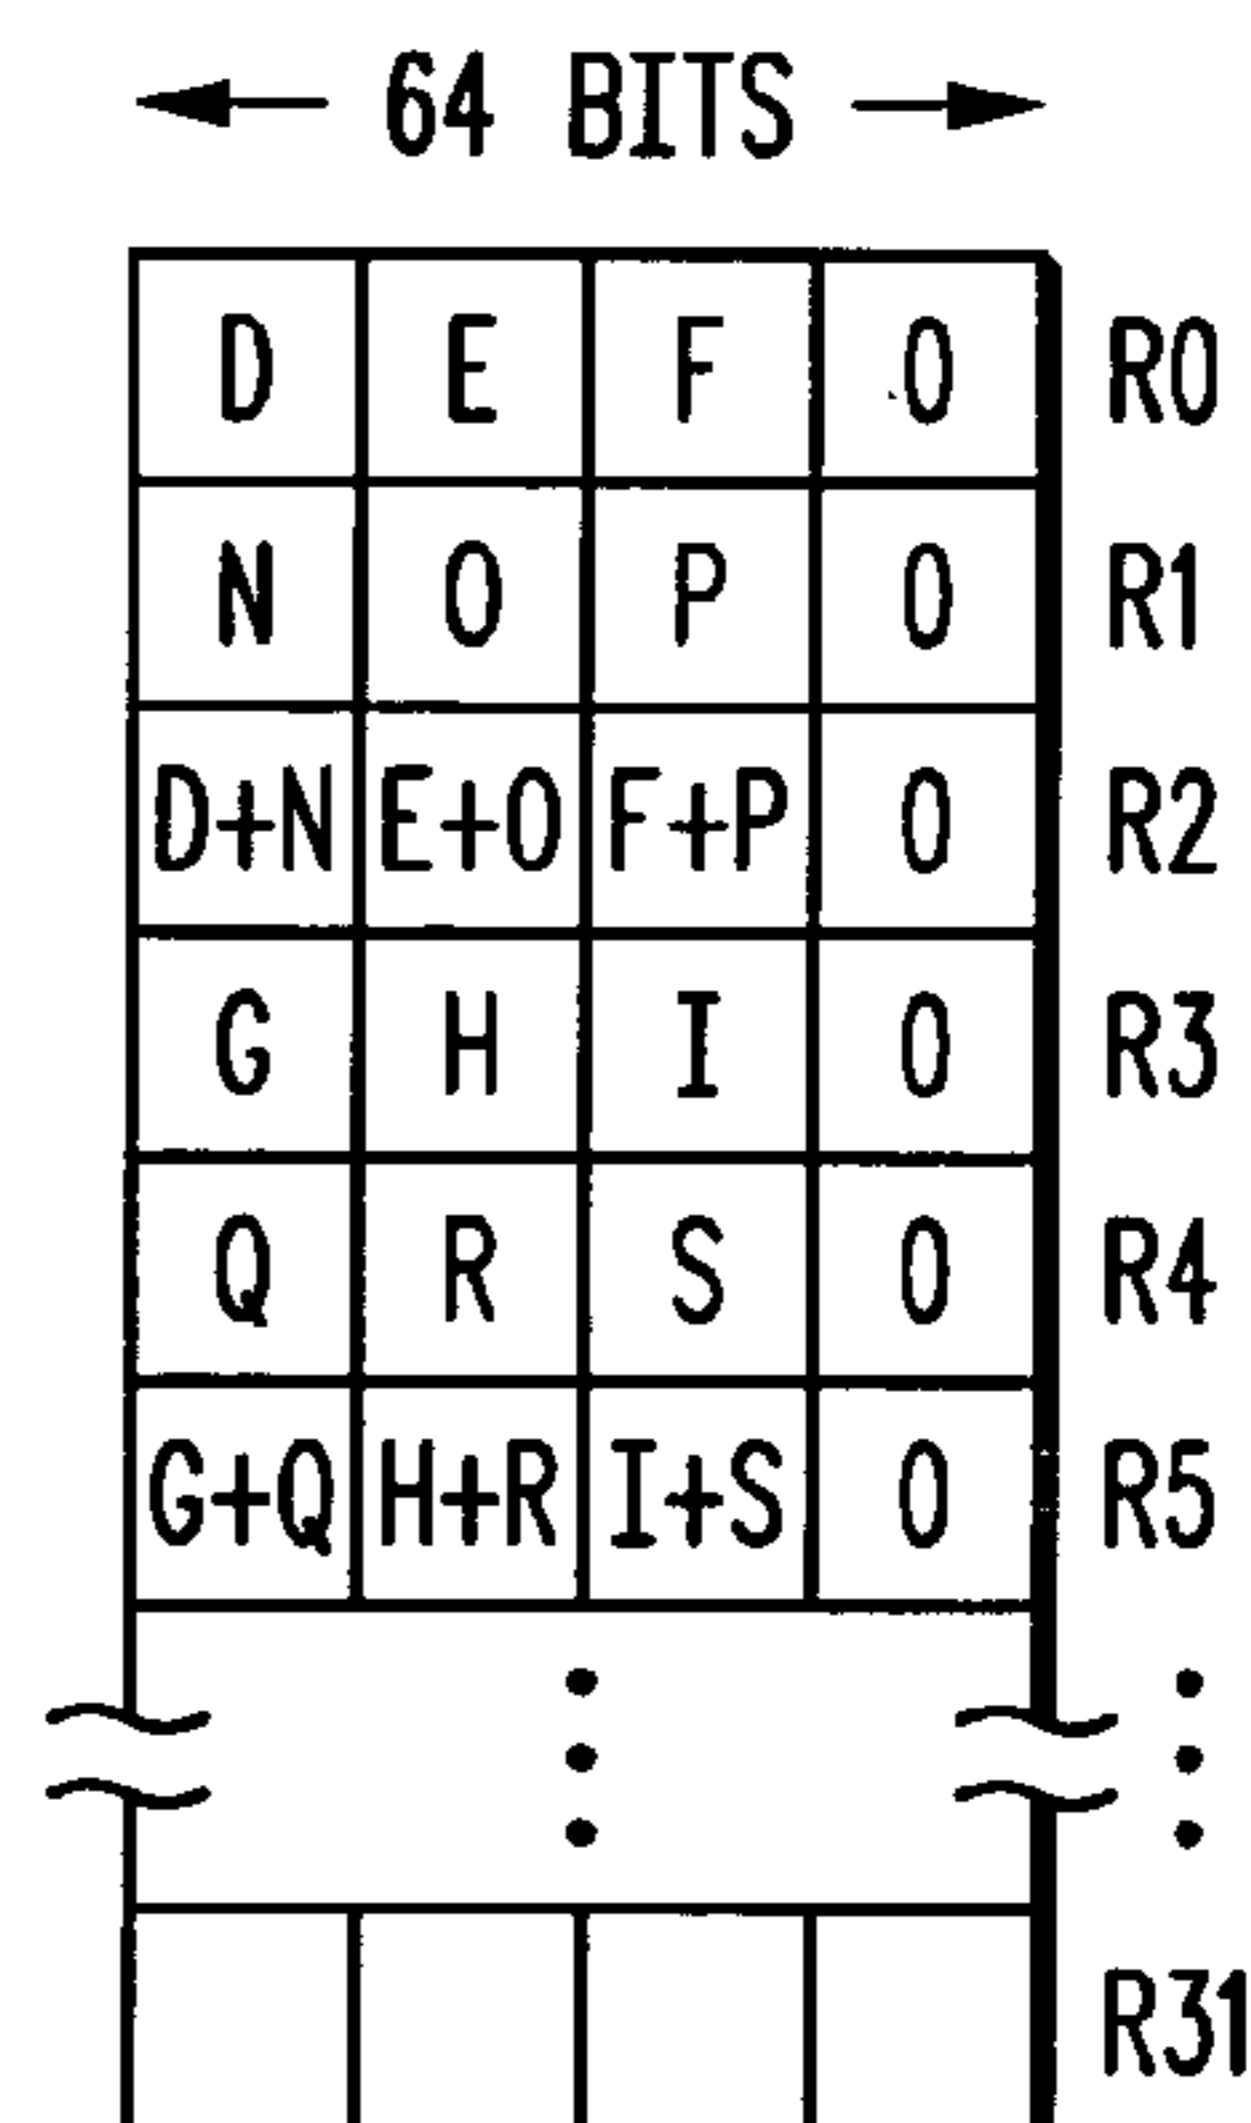 64 BITS
D E F 0 R0
N O P 0 R1
D+N E+O F+P 0 R2
G H I 0 R3
Q R S 0 R4
G+Q H+R I+S 0 R5
R31